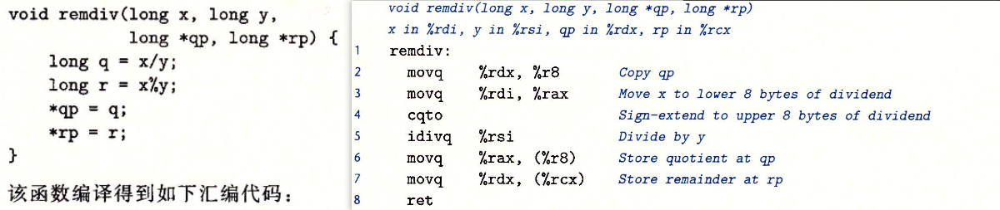 void remdiv(long x, long y,
long *qp, long *rp) {
long q = x/y;
long r = x%y;
*qp = q;
*rp = r;
}
该函数编译得到如下汇编代码：
void remdiv(long x, long y, long *qp, long *rp)
x in %rdi, y in %rsi, qp in %rdx, rp in %rcx
1 remdiv:
2 movq %rdx, %r8 Copy qp
3 movq %rdi, %rax Move x to lower 8 bytes of dividend
4 cqto Sign-extend to upper 8 bytes of dividend
5 idivq %rsi Divide by y
6 movq %rax, (%r8) Store quotient at qp
7 movq %rdx, (%rcx) Store remainder at rp
8 ret